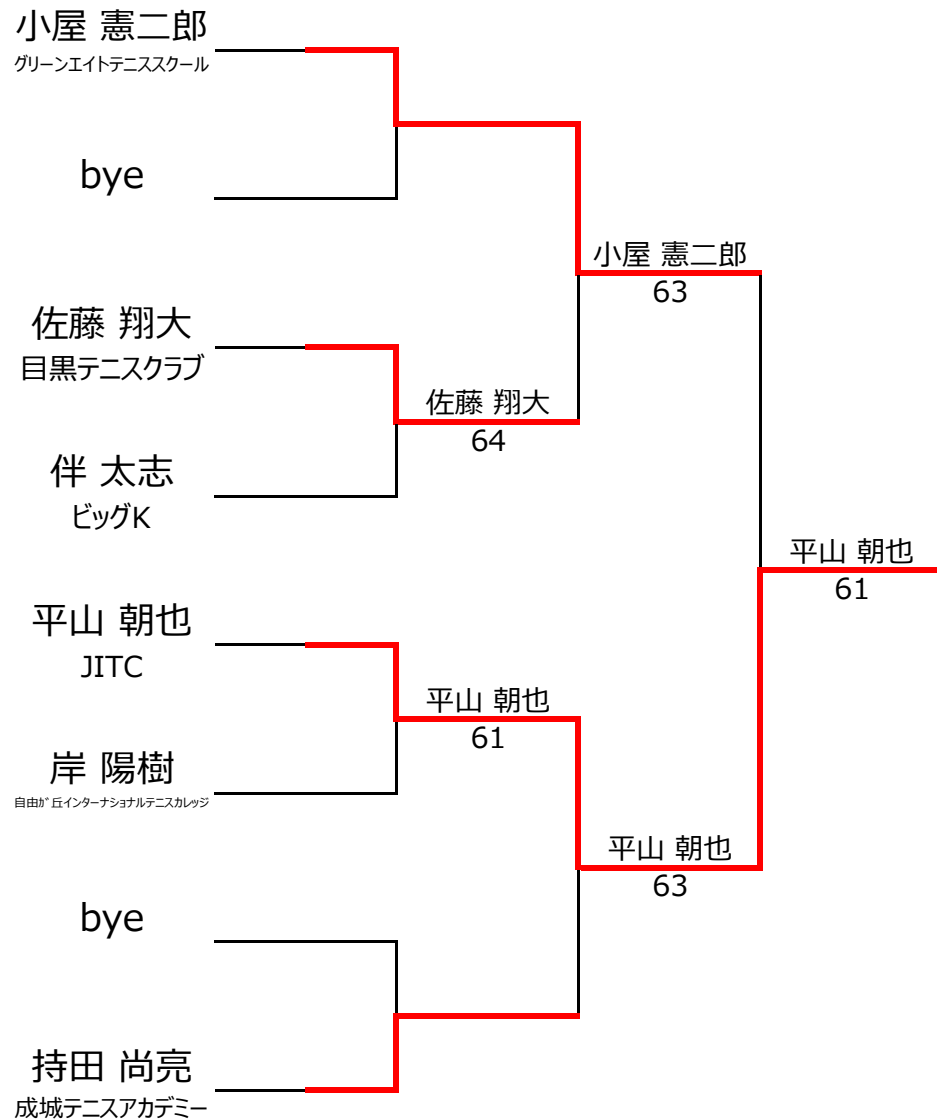 小屋 憲二郎
グリーンエイトテニススクール
bye
小屋 憲二郎
63
佐藤 翔大
目黒テニスクラブ
佐藤 翔大
64
伴 太志
ビッグK
平山 朝也
61
平山 朝也
JITC
平山 朝也
61
岸 陽樹
自由が丘インターナショナルテニスカレッジ
平山 朝也
63
bye
持田 尚亮
成城テニスアカデミー